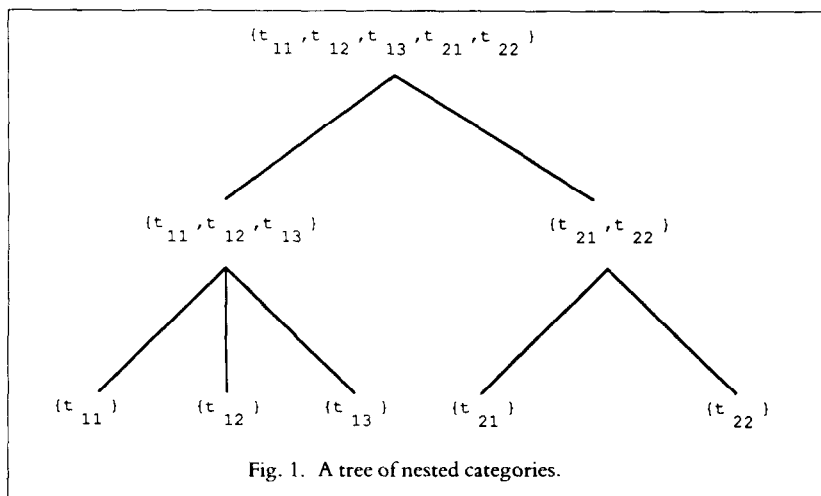 {t 11 ,t 12 ,t 13 ,t 21 ,t 22 }
{t 11 ,t 12 ,t 13 }
{t 21 ,t 22 }
{t 11 }
{t 12 }
{t 13 }
{t 21 }
{t 22 }
Fig. 1. A tree of nested categories.